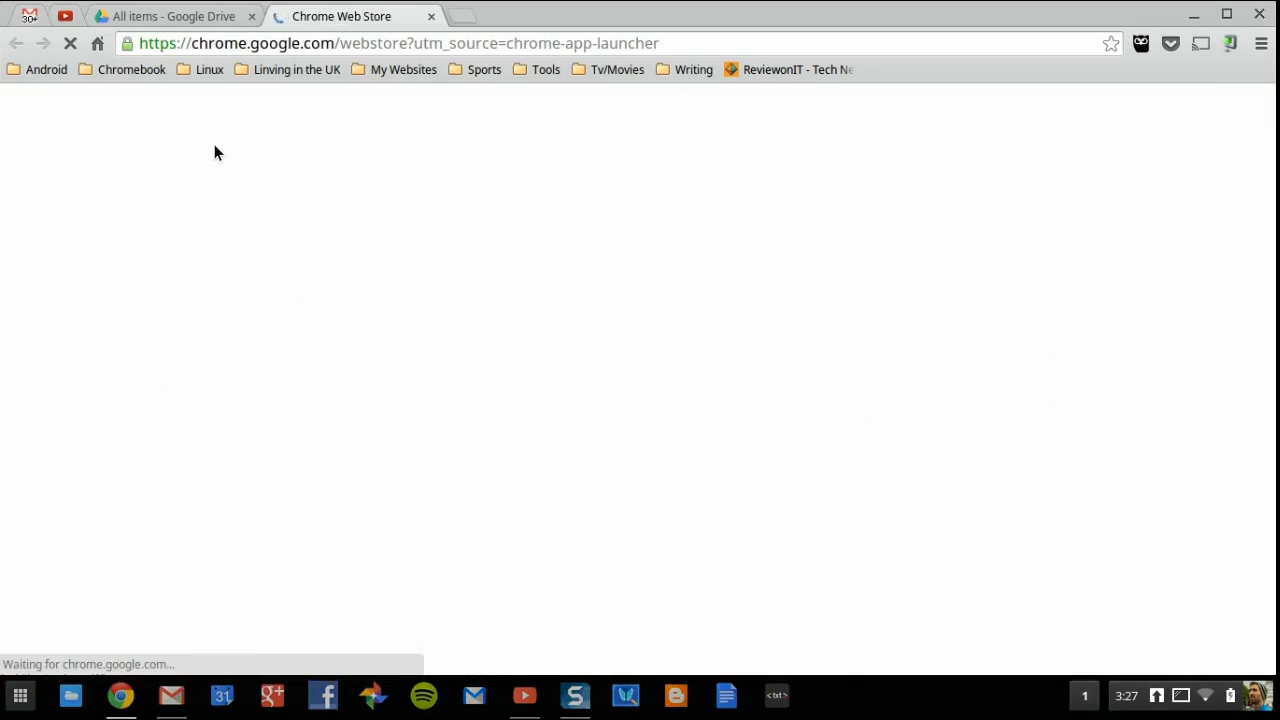 30+
All items - Google Drive
Chrome Web Store
https://chrome.google.com/webstore?utm_source=chrome-app-launcher
Android
Chromebook
Linux
Linving in the UK
My Websites
Sports
Tools
Tv/Movies
Writing
ReviewonIT - Tech Ne
Waiting for chrome.google.com...
31
g+
f
S
<txt>
1
3:27